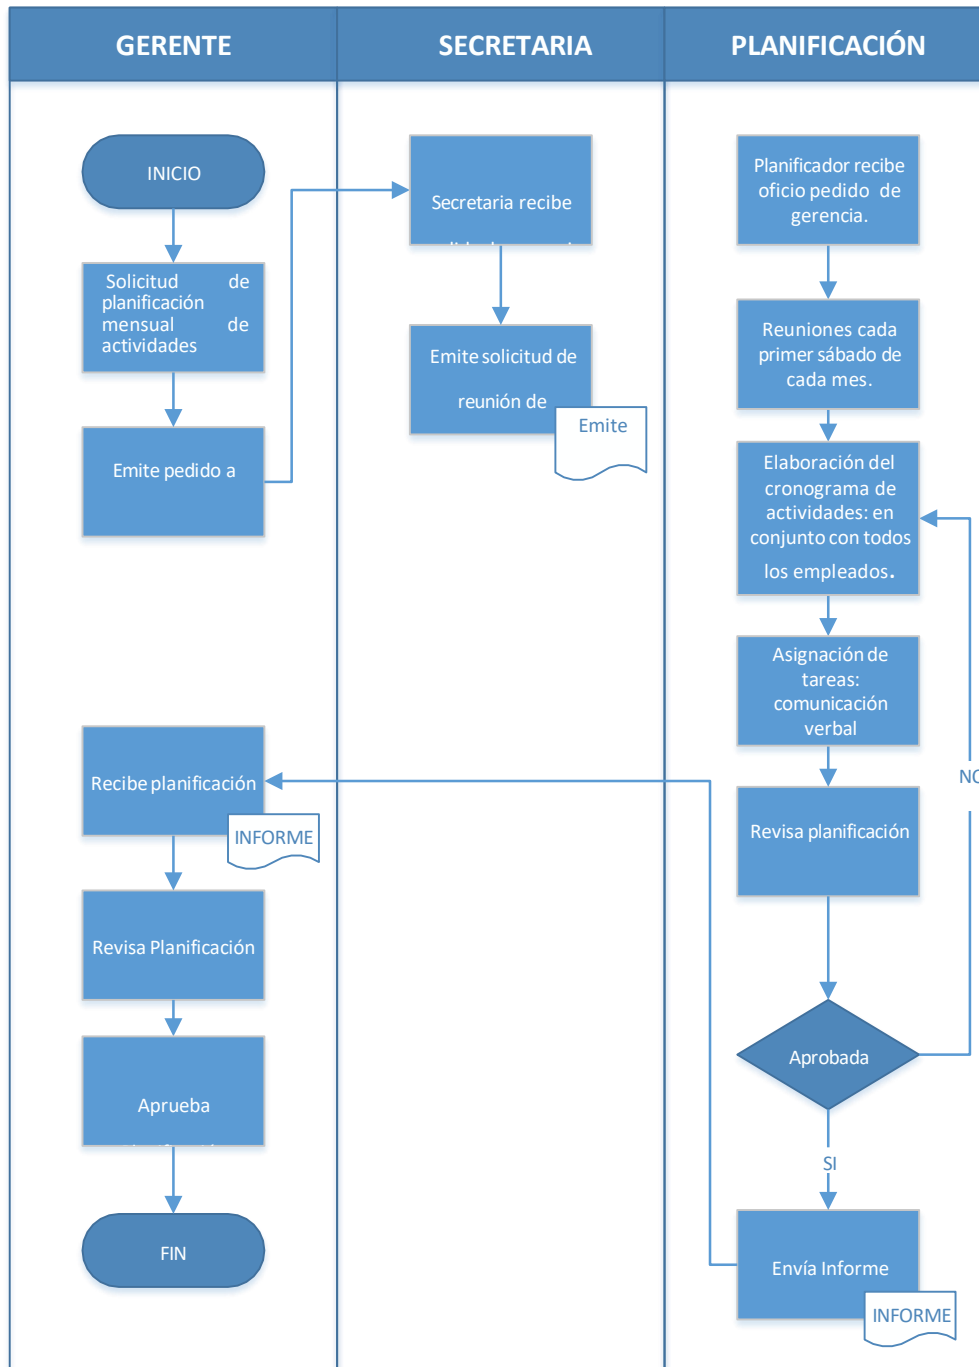 GERENTE
SECRETARIA
PLANIFICACIÓN
INICIO
Solicitud de
planificación
mensual de
actividades
Emite pedido a
Secretaria recibe
Emite solicitud de
reunión de
Emite
Planificador recibe
oficio pedido de
gerencia.
Reuniones cada
primer sábado de
cada mes.
Elaboración del
cronograma de
actividades: en
conjunto con todos
los empleados.
Asignación de
tareas:
comunicación
verbal
Revisa planificación
NO
Aprobada
SI
Envía Informe
INFORME
Recibe planificación
INFORME
Revisa Planificación
Aprueba
FIN